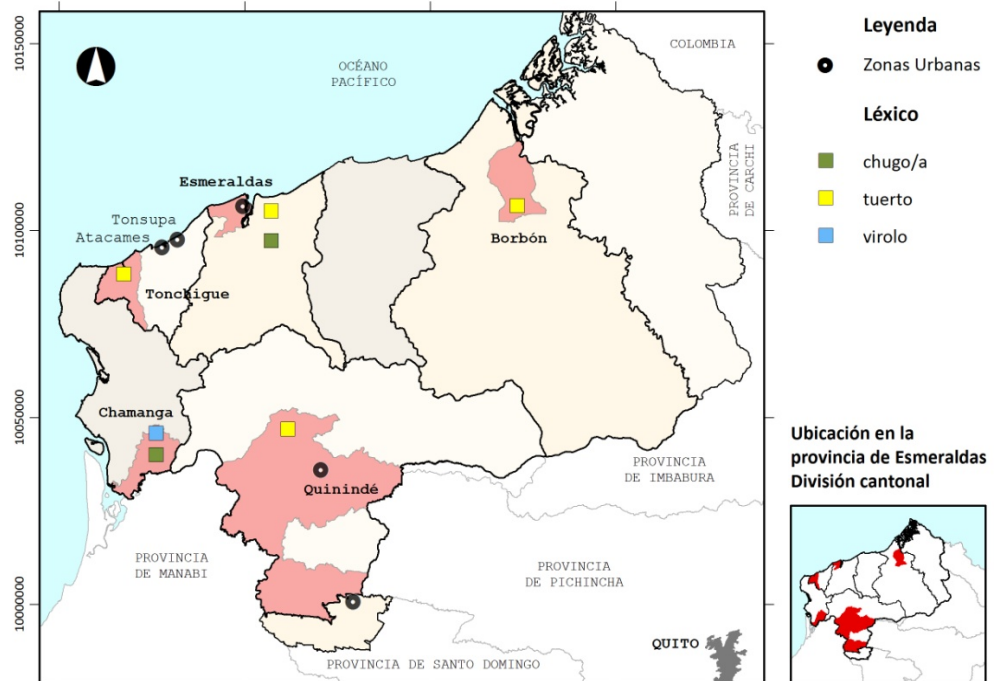 10150000
10100000
10050000
10000000
COLOMBIA
OCÉANO
PACÍFICO
PROVINCIA
DE CARCHI
Esmeraldas
Tonsupa
Atacames
Borbón
Tonchigue
Chamanga
Quinindé
PROVINCIA
DE IMBABURA
PROVINCIA
DE MANABI
PROVINCIA
DE PICHINCHA
QUITO
PROVINCIA DE SANTO DOMINGO
Leyenda
Zonas Urbanas
Léxico
chugo/a
tuerto
virolo
Ubicación en la
provincia de Esmeraldas
División cantonal